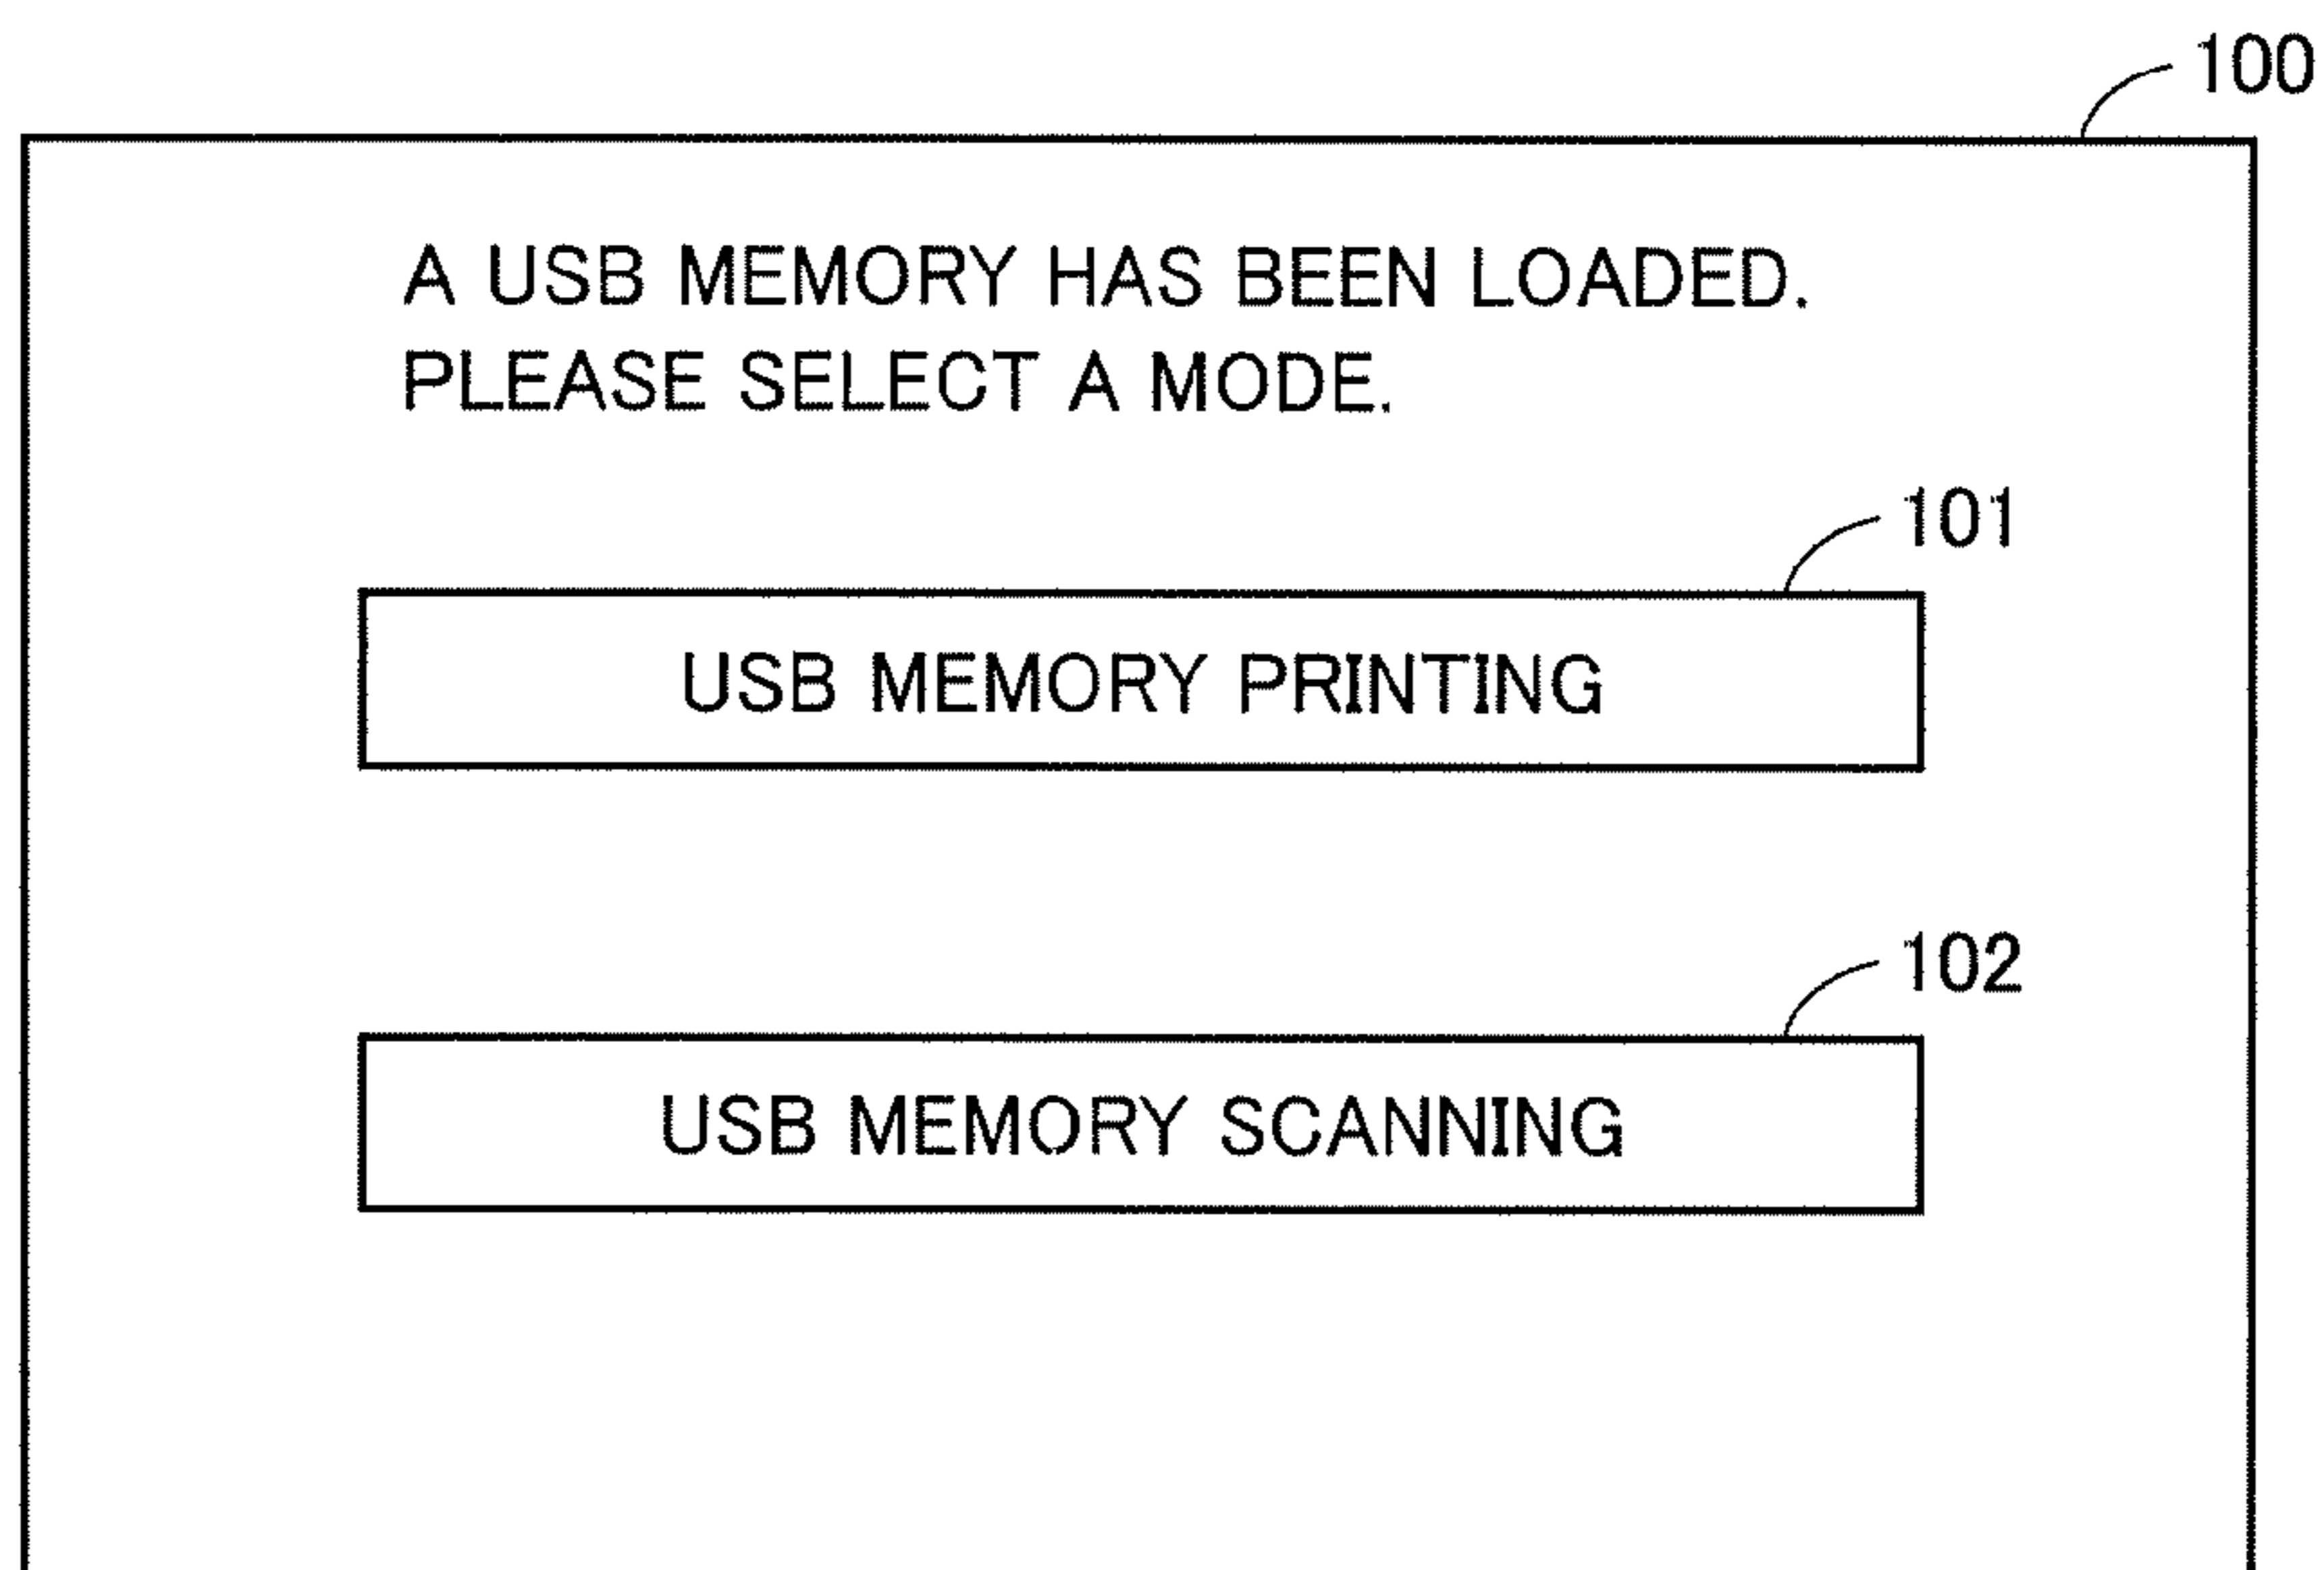 100
A USB MEMORY HAS BEEN LOADED.
PLEASE SELECT A MODE.
101
USB MEMORY PRINTING
102
USB MEMORY SCANNING